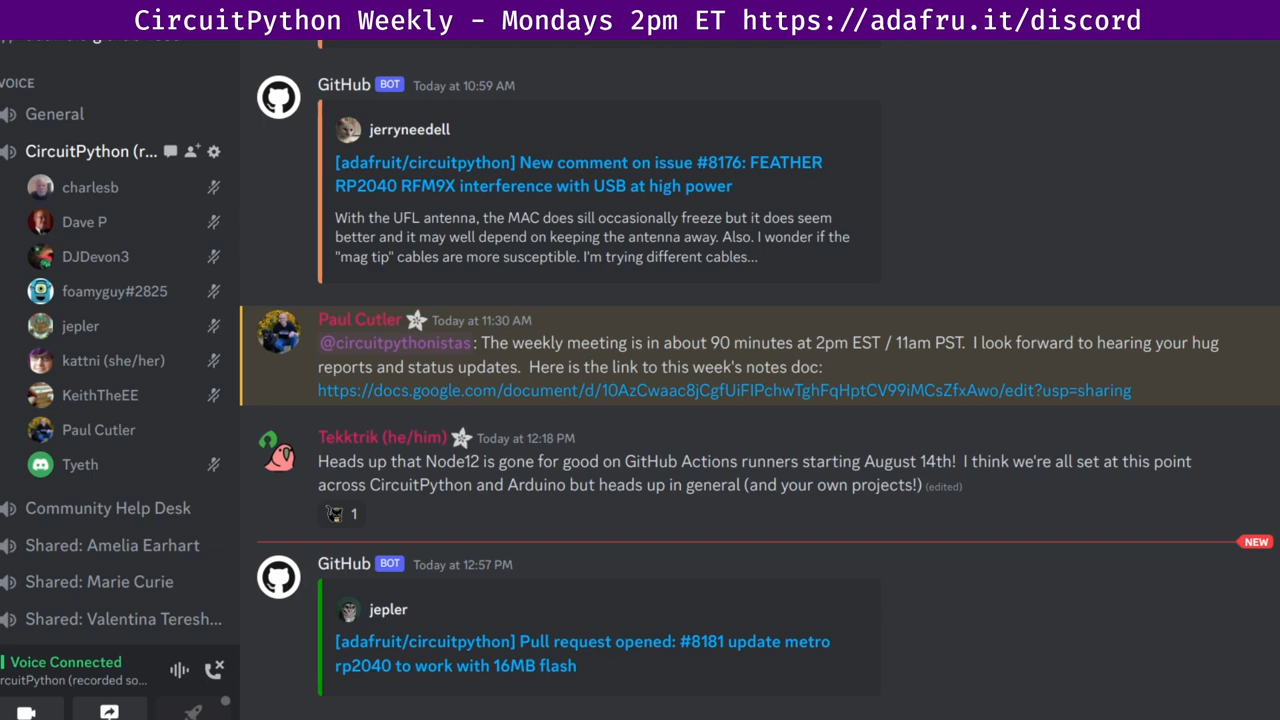 CircuitPython Weekly - Mondays 2pm ET https://adafru.it/discord
VOICE
General
CircuitPython (r...
charlesb
Dave P
DJDevon3
foamyguy#2825
jepler
kattni (she/her)
KeithTheEE
Paul Cutler
Tyeth
Community Help Desk
Shared: Amelia Earhart
Shared: Marie Curie
Shared: Valentina Teresh...
Voice Connected
rcuitPython (recorded so...
GitHub BOT Today at 10:59 AM
jerryneedell
[adafruit/circuitpython] New comment on issue #8176: FEATHER
RP2040 RFM9X interference with USB at high power
With the UFL antenna, the MAC does sill occasionally freeze but it does seem
better and it may well depend on keeping the antenna away. Also. I wonder if the
"mag tip" cables are more susceptible. I'm trying different cables...
Paul Cutler Today at 11:30 AM
@circuitpythonistas: The weekly meeting is in about 90 minutes at 2pm EST / 11am PST. I look forward to hearing your hug
reports and status updates. Here is the link to this week's notes doc:
https://docs.google.com/document/d/10AzCwaac8jCgfUiFIPchwTghFqHptCV99iMCsZfxAwo/edit?usp=sharing
Tekktrik (he/him) Today at 12:18 PM
Heads up that Node12 is gone for good on GitHub Actions runners starting August 14th! I think we're all set at this point
across CircuitPython and Arduino but heads up in general (and your own projects!) (edited)
1
NEW
GitHub BOT Today at 12:57 PM
jepler
[adafruit/circuitpython] Pull request opened: #8181 update metro
rp2040 to work with 16MB flash